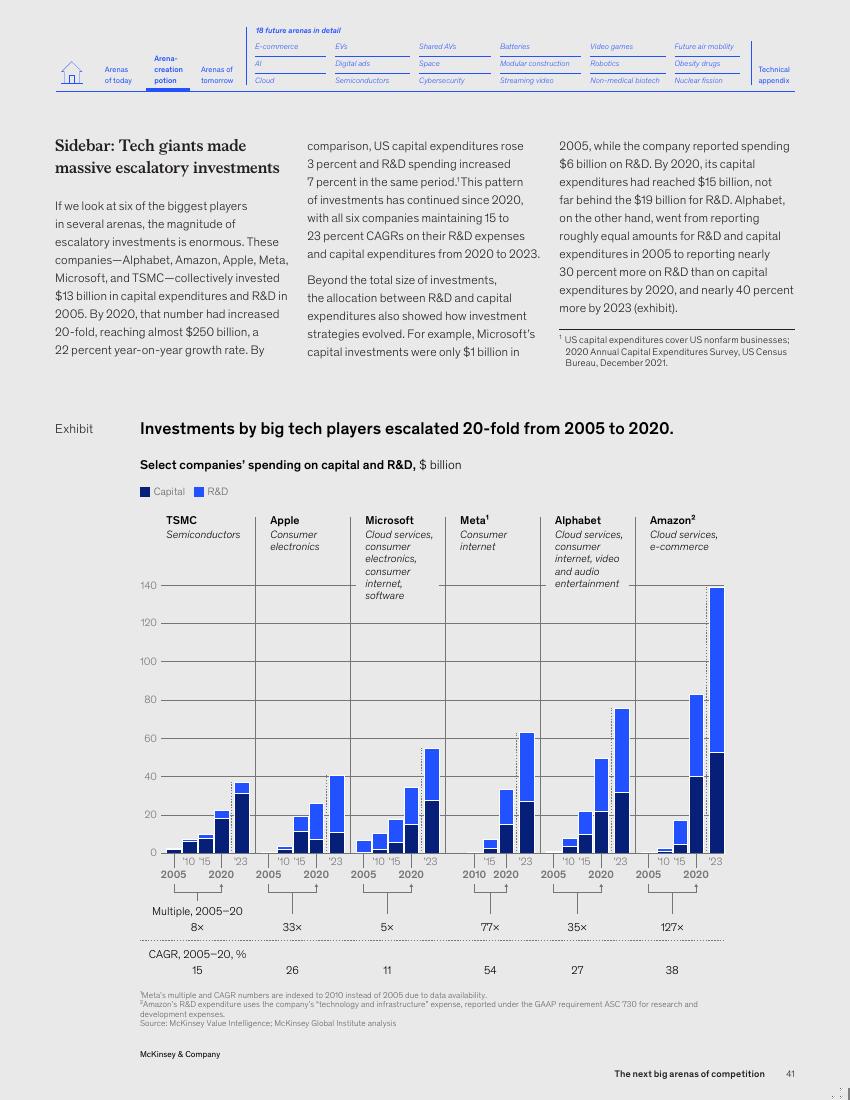 18 future arenas in detail
Arenas
of today
Arena-
creation
potion
Arenas of
tomorrow
E-commerce
AI
Cloud
EVs
Digital ads
Semiconductors
Shared AVs
Space
Cybersecurity
Batteries
Modular construction
Streaming video
Video games
Robotics
Non-medical biotech
Future air mobility
Obesity drugs
Nuclear fission
Technical
appendix
Sidebar: Tech giants made
massive escalatory investments
If we look at six of the biggest players
in several arenas, the magnitude of
escalatory investments is enormous. These
companies—Alphabet, Amazon, Apple, Meta,
Microsoft, and TSMC—collectively invested
$13 billion in capital expenditures and R&D in
2005. By 2020, that number had increased
20-fold, reaching almost $250 billion, a
22 percent year-on-year growth rate. By
comparison, US capital expenditures rose
3 percent and R&D spending increased
7 percent in the same period.¹ This pattern
of investments has continued since 2020,
with all six companies maintaining 15 to
23 percent CAGRs on their R&D expenses
and capital expenditures from 2020 to 2023.
Beyond the total size of investments,
the allocation between R&D and capital
expenditures also showed how investment
strategies evolved. For example, Microsoft's
capital investments were only $1 billion in
2005, while the company reported spending
$6 billion on R&D. By 2020, its capital
expenditures had reached $15 billion, not
far behind the $19 billion for R&D. Alphabet,
on the other hand, went from reporting
roughly equal amounts for R&D and capital
expenditures in 2005 to reporting nearly
30 percent more on R&D than on capital
expenditures by 2020, and nearly 40 percent
more by 2023 (exhibit).
¹ US capital expenditures cover US nonfarm businesses;
2020 Annual Capital Expenditures Survey, US Census
Bureau, December 2021.
Exhibit
Investments by big tech players escalated 20-fold from 2005 to 2020.
Select companies' spending on capital and R&D, $ billion
Capital R&D
TSMC
Semiconductors
Apple
Consumer
electronics
Microsoft
Cloud services,
consumer
electronics,
consumer
internet,
software
Meta¹
Consumer
internet
Alphabet
Cloud services,
consumer
internet, video
and audio
entertainment
Amazon²
Cloud services,
e-commerce
140
120
100
80
60
40
20
0
'10 '15 '23 '10 '15 '23 '10 '15 '23 '15 '23 '10 '15 '23 '10 '15 '23
2005 2020 2005 2020 2005 2020 2010 2020 2005 2020 2005 2020
Multiple, 2005–20
8× 33× 5× 77× 35× 127×
CAGR, 2005–20, %
15 26 11 54 27 38
¹Meta's multiple and CAGR numbers are indexed to 2010 instead of 2005 due to data availability.
²Amazon's R&D expenditure uses the company's "technology and infrastructure" expense, reported under the GAAP requirement ASC 730 for research and
development expenses.
Source: McKinsey Value Intelligence; McKinsey Global Institute analysis
McKinsey & Company
The next big arenas of competition 41